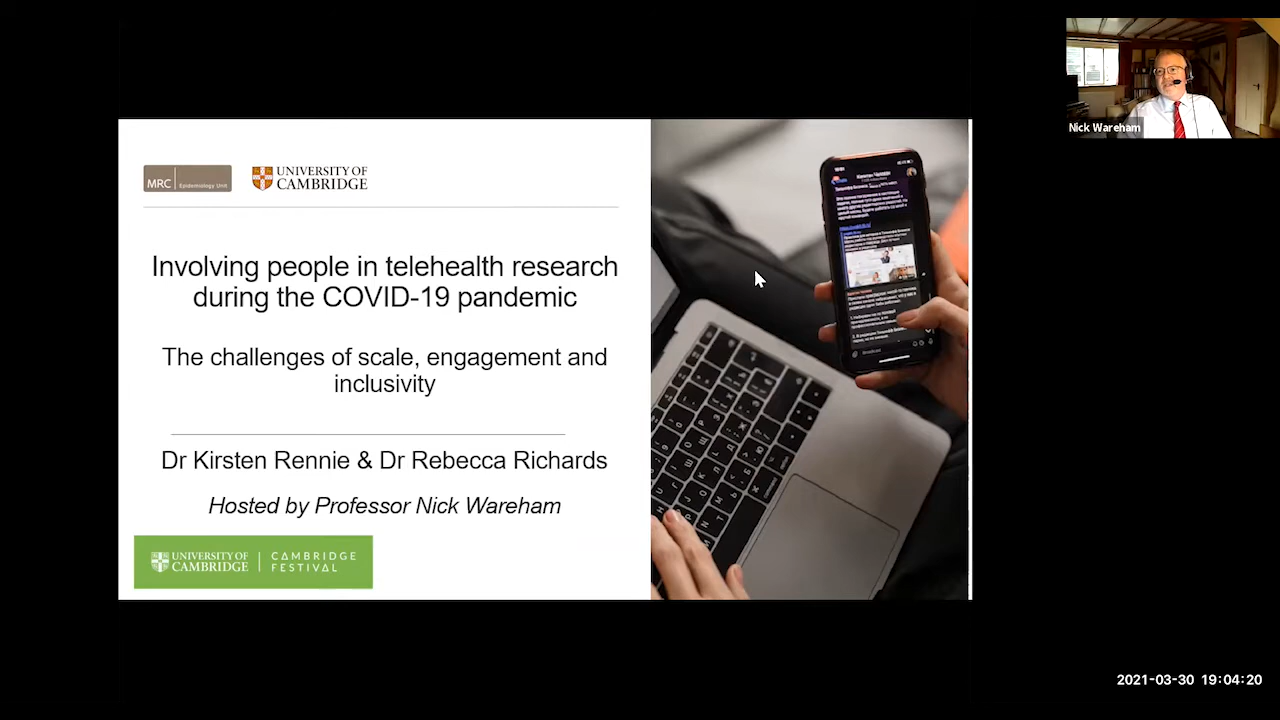 MRC | Epidemiology Unit
UNIVERSITY OF
CAMBRIDGE
Involving people in telehealth research
during the COVID-19 pandemic
The challenges of scale, engagement and
inclusivity
Dr Kirsten Rennie & Dr Rebecca Richards
Hosted by Professor Nick Wareham
UNIVERSITY OF
CAMBRIDGE
CAMBRIDGE
FESTIVAL
Nick Wareham
2021-03-30 19:04:20